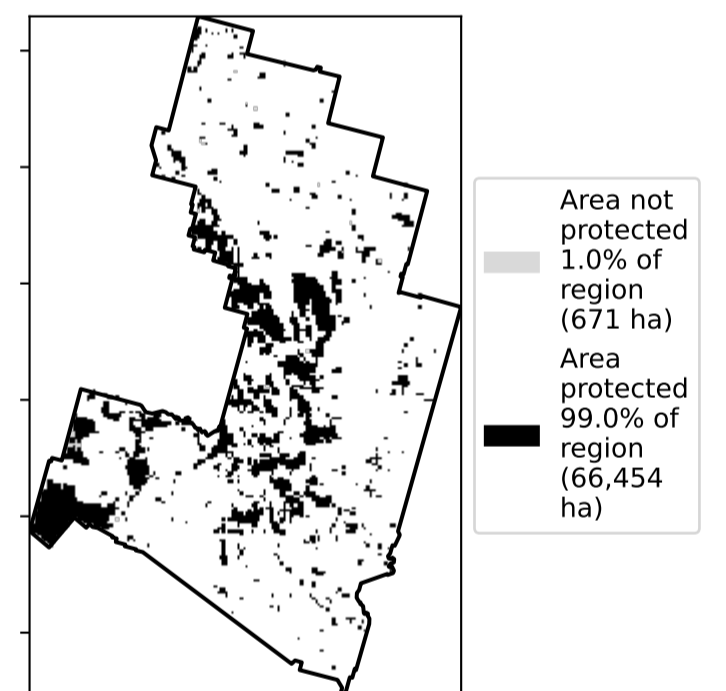 Area not
protected
1.0% of
region
(671 ha)
Area
protected
99.0% of
region
(66,454
ha)